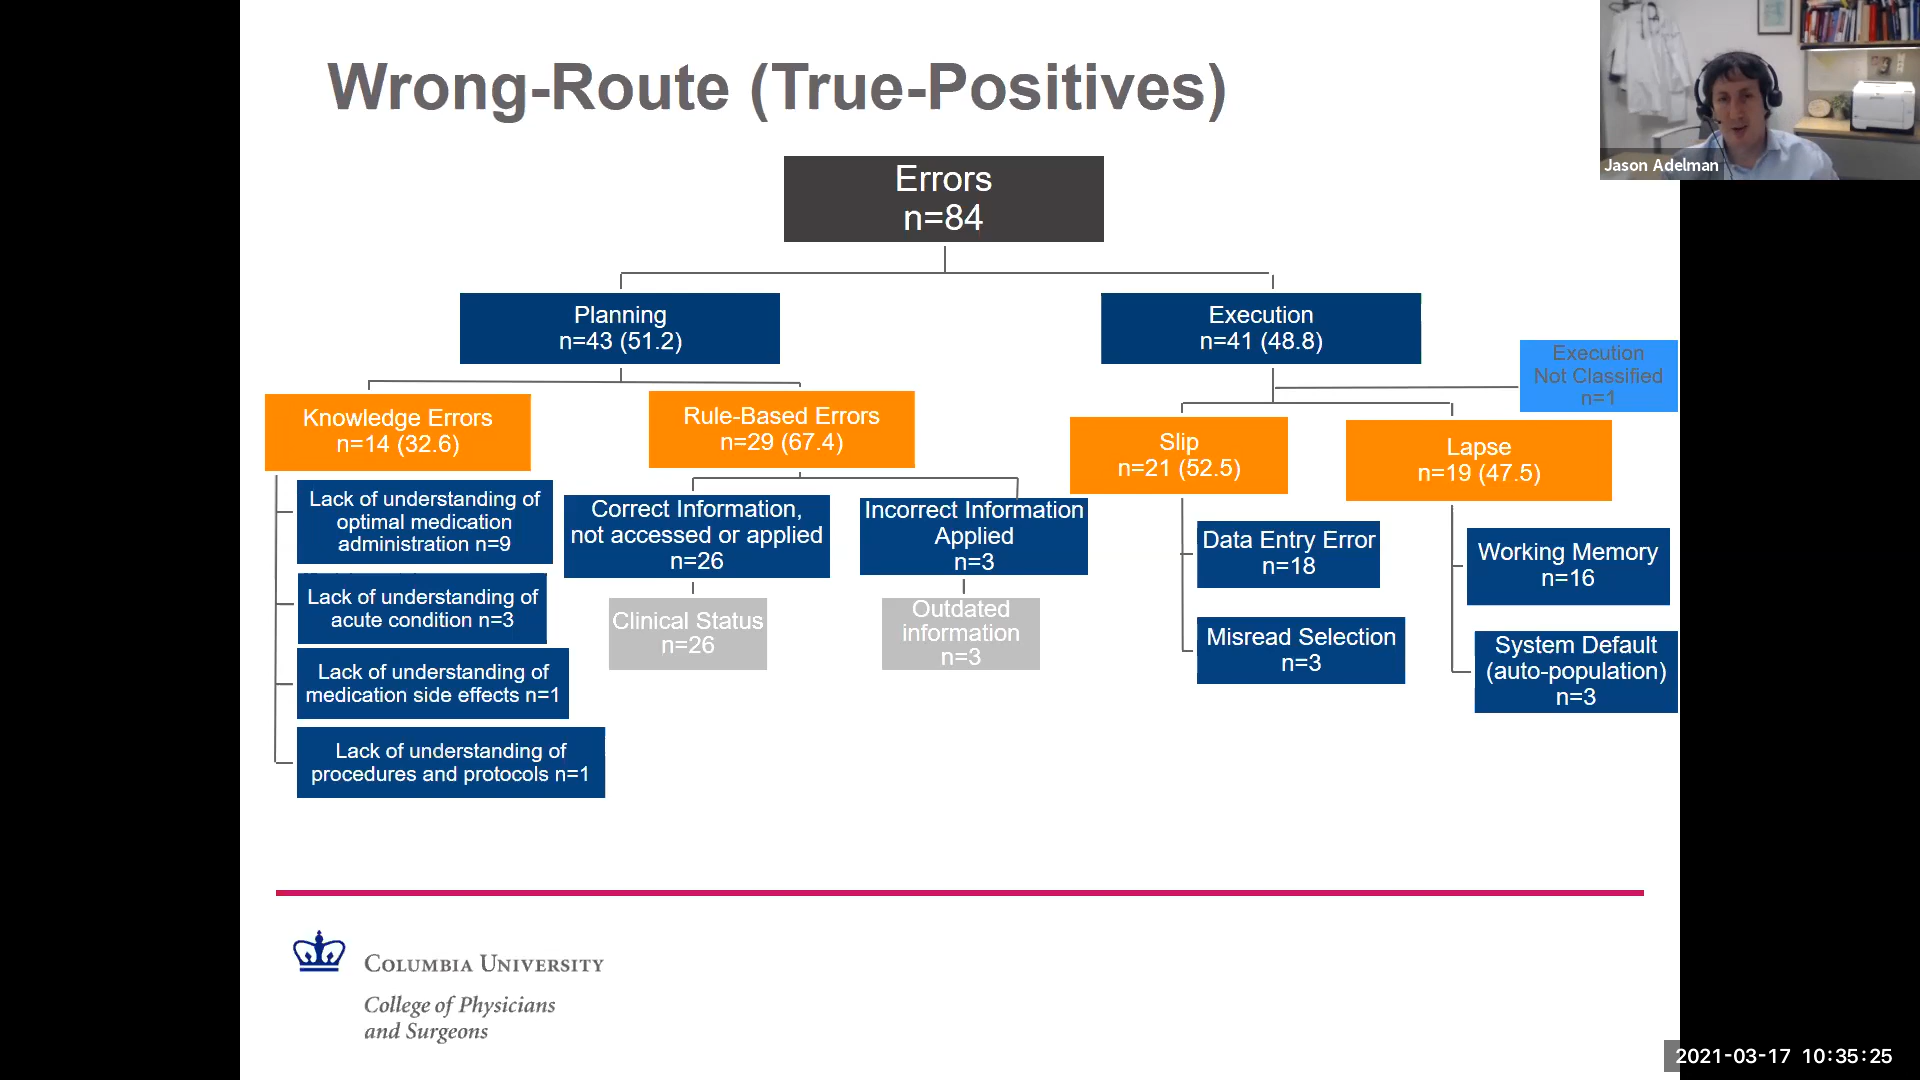 Wrong-Route (True-Positives)
Jason Adelman
Errors
n=84
Planning
n=43 (51.2)
Execution
n=41 (48.8)
Execution
Not Classified
n=1
Knowledge Errors
n=14 (32.6)
Rule-Based Errors
n=29 (67.4)
Slip
n=21 (52.5)
Lapse
n=19 (47.5)
Lack of understanding of
optimal medication
administration n=9
Lack of understanding of
acute condition n=3
Lack of understanding of
medication side effects n=1
Lack of understanding of
procedures and protocols n=1
Correct Information,
not accessed or applied
n=26
Clinical Status
n=26
Incorrect Information
Applied
n=3
Outdated
information
n=3
Data Entry Error
n=18
Misread Selection
n=3
Working Memory
n=16
System Default
(auto-population)
n=3
COLUMBIA UNIVERSITY
College of Physicians
and Surgeons
2021-03-17 10:35:25